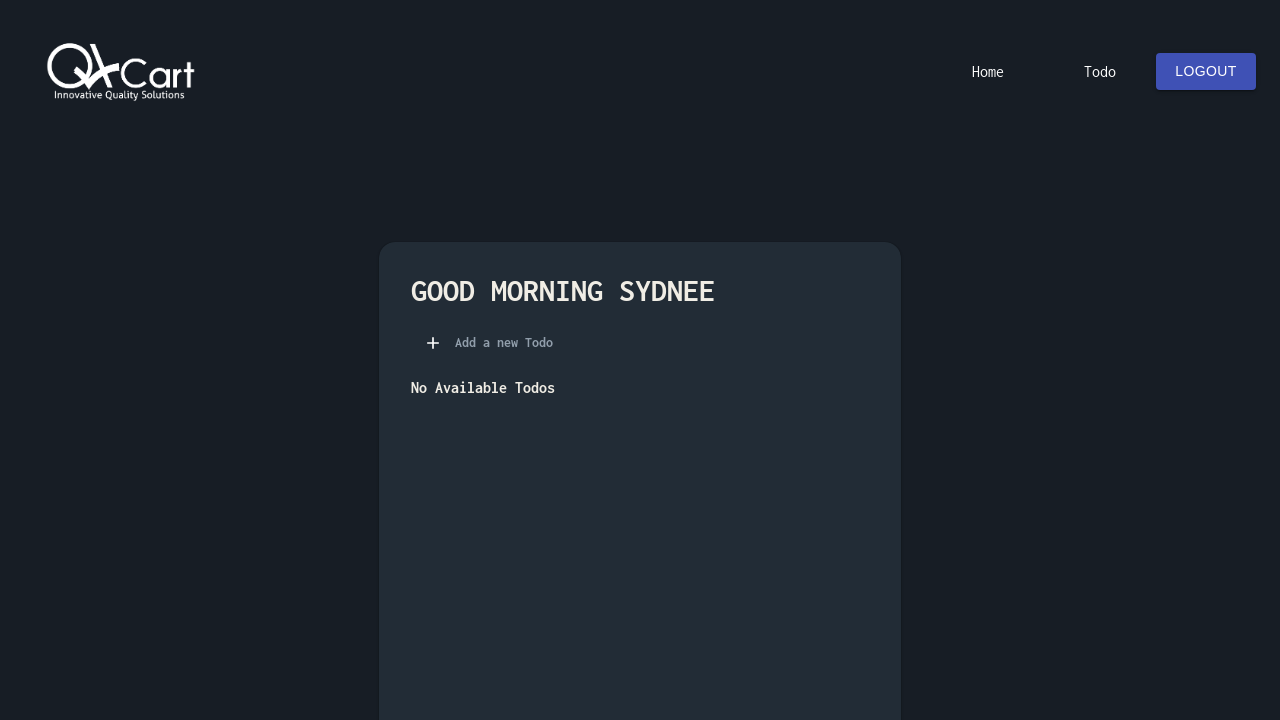 QACart
Innovative Quality Solutions
Home
Todo
LOGOUT
GOOD MORNING SYDNEE
Add a new Todo
No Available Todos